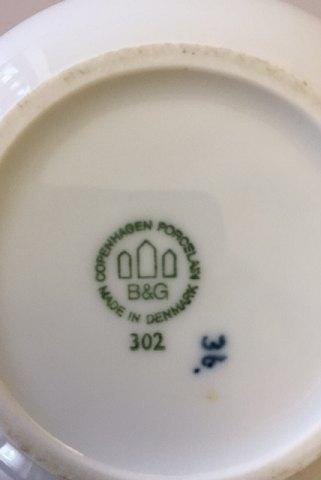 COPENHAGEN PORCELAIN
B&G
MADE IN DENMARK
302
36.